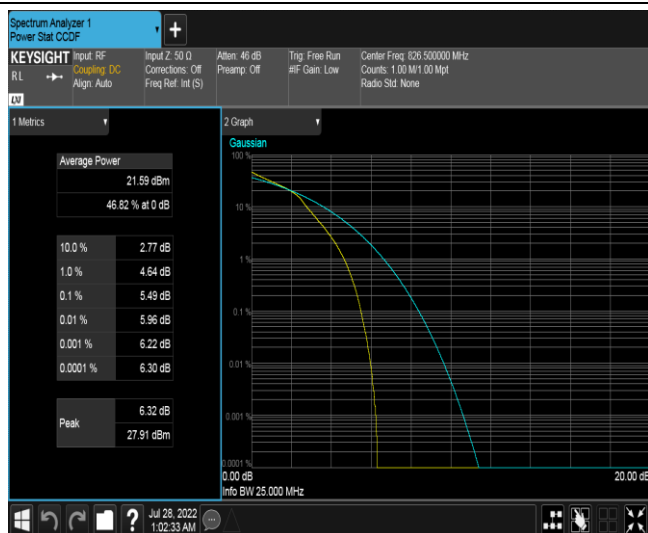 Spectrum Analyzer 1
Power Stat CCDF
+
KEYSIGHT
RL
LXI
Input: RF
Coupling: DC
Align: Auto
Input Z: 50 Ω
Corrections: Off
Freq Ref: Int (S)
Atten: 46 dB
Preamp: Off
Trig: Free Run
#IF Gain: Low
Center Freq: 826.500000 MHz
Counts: 1.00 M/1.00 Mpt
Radio Std: None
1 Metrics
Average Power
21.59 dBm
46.82 % at 0 dB
10.0 % 2.77 dB
1.0 % 4.64 dB
0.1 % 5.49 dB
0.01 % 5.96 dB
0.001 % 6.22 dB
0.0001 % 6.30 dB
Peak
6.32 dB
27.91 dBm
2 Graph
Gaussian
100 %
10 %
1 %
0.1 %
0.01 %
0.001 %
0.0001 %
0.00 dB 20.00 dB
Info BW 25.000 MHz
?
Jul 28, 2022
1:02:33 AM